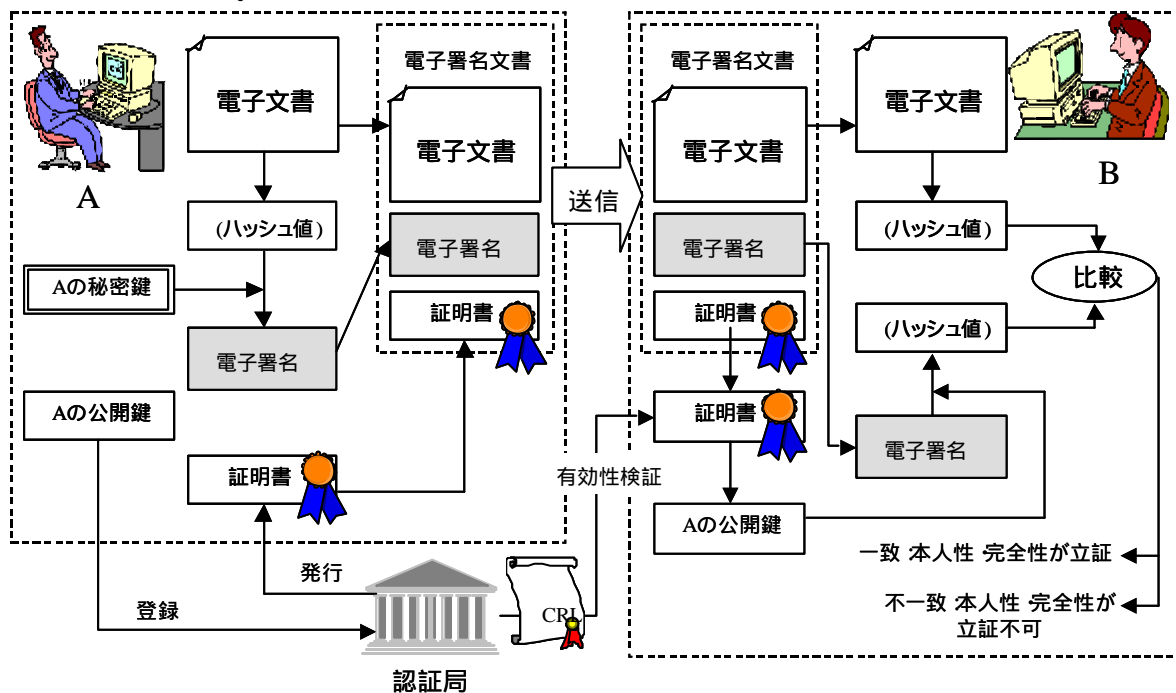 電子文書
電子署名文書
電子文書
A
(ハッシュ値)
電子署名
Aの秘密鍵
証明書
電子署名
Aの公開鍵
証明書
発行
登録
認証局
CRL
送信
有効性検証
電子署名文書
電子文書
電子文書
B
電子署名
(ハッシュ値)
比較
証明書
(ハッシュ値)
証明書
電子署名
Aの公開鍵
一致 本人性 完全性が立証
不一致 本人性 完全性が
立証不可